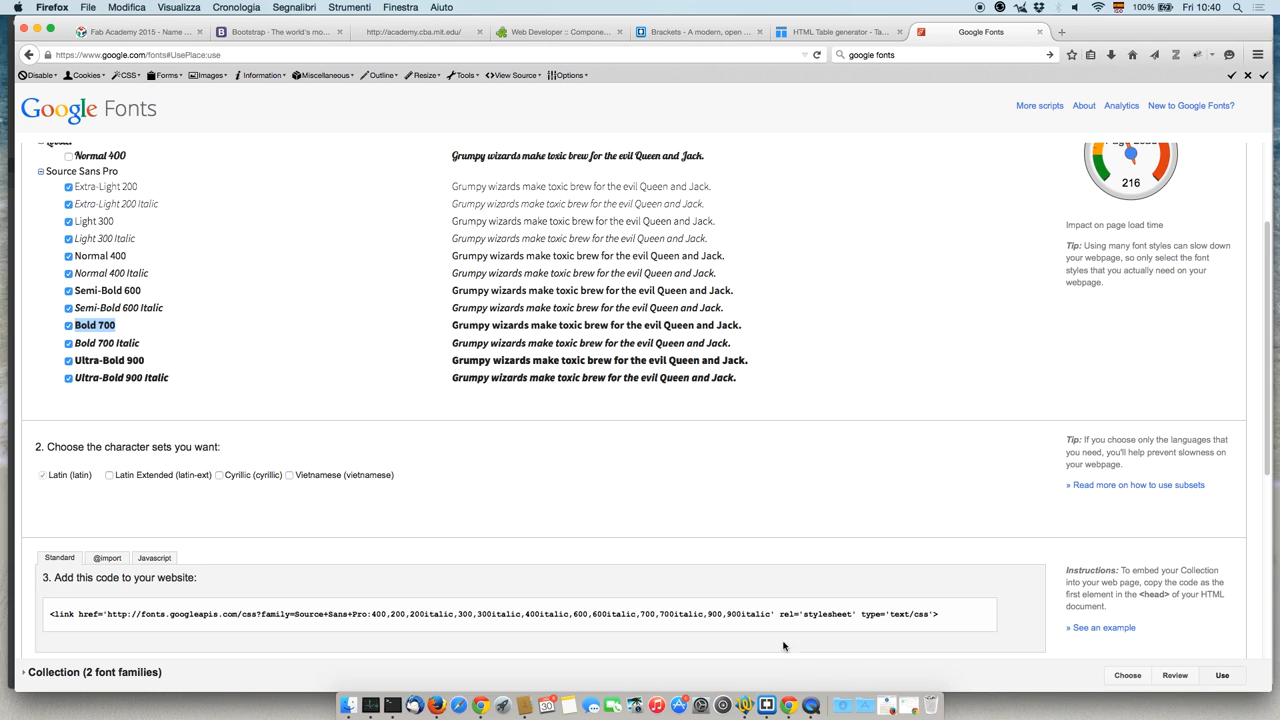 Firefox Archivio Modifica Visualizza Cronologia Segnalibri Strumenti Finestra Aiuto 100% Ven 10:40
Fab Academy 2015 - Name ... Bootstrap · The world's mo... http://academy.cba.mit.edu/ Web Developer :: Compone... Brackets - A modern, open ... HTML Table generator - Ta... Google Fonts
https://www.google.com/fonts#UsePlace:use google fonts
Disable Cookies CSS Forms Images Information Miscellaneous Outline Resize Tools View Source Options
Google Fonts More scripts About Analytics New to Google Fonts?
Normal 400 Grumpy wizards make toxic brew for the evil Queen and Jack.
Source Sans Pro
Extra-Light 200 Grumpy wizards make toxic brew for the evil Queen and Jack.
Extra-Light 200 Italic Grumpy wizards make toxic brew for the evil Queen and Jack.
Light 300 Grumpy wizards make toxic brew for the evil Queen and Jack.
Light 300 Italic Grumpy wizards make toxic brew for the evil Queen and Jack.
Normal 400 Grumpy wizards make toxic brew for the evil Queen and Jack.
Normal 400 Italic Grumpy wizards make toxic brew for the evil Queen and Jack.
Semi-Bold 600 Grumpy wizards make toxic brew for the evil Queen and Jack.
Semi-Bold 600 Italic Grumpy wizards make toxic brew for the evil Queen and Jack.
Bold 700 Grumpy wizards make toxic brew for the evil Queen and Jack.
Bold 700 Italic Grumpy wizards make toxic brew for the evil Queen and Jack.
Ultra-Bold 900 Grumpy wizards make toxic brew for the evil Queen and Jack.
Ultra-Bold 900 Italic Grumpy wizards make toxic brew for the evil Queen and Jack.
216
Impact on page load time
Tip: Using many font styles can slow down
your webpage, so only select the font
styles that you actually need on your
webpage.
2. Choose the character sets you want:
Latin (latin) Latin Extended (latin-ext) Cyrillic (cyrillic) Vietnamese (vietnamese)
Tip: If you choose only the languages that
you need, you'll help prevent slowness on
your webpage.
» Read more on how to use subsets
Standard @import Javascript
3. Add this code to your website:
<link href='http://fonts.googleapis.com/css?family=Source+Sans+Pro:400,200,200italic,300,300italic,400italic,600,600italic,700,700italic,900,900italic' rel='stylesheet' type='text/css'>
Instructions: To embed your Collection
into your web page, copy the code as the
first element in the <head> of your HTML
document.
» See an example
Collection (2 font families) Choose Review Use
30